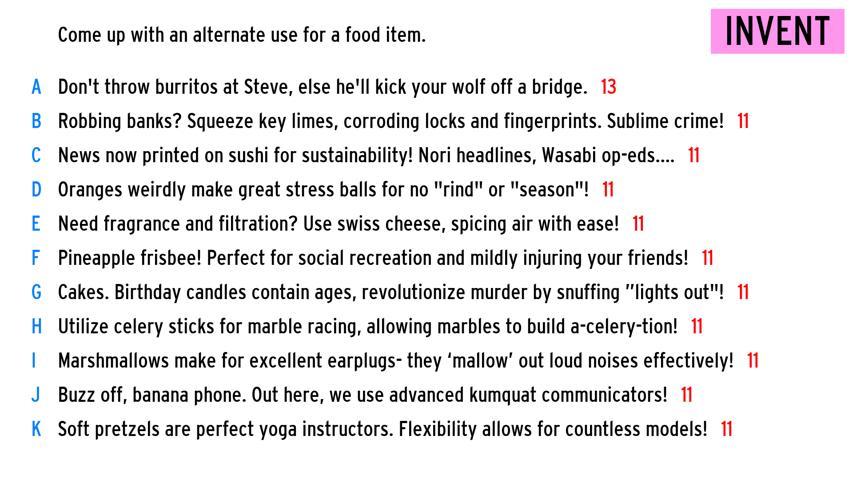 Come up with an alternate use for a food item.
INVENT
A Don't throw burritos at Steve, else he'll kick your wolf off a bridge. 13
B Robbing banks? Squeeze key limes, corroding locks and fingerprints. Sublime crime! 11
C News now printed on sushi for sustainability! Nori headlines, Wasabi op-eds.... 11
D Oranges weirdly make great stress balls for no "rind" or "season"! 11
E Need fragrance and filtration? Use swiss cheese, spicing air with ease! 11
F Pineapple frisbee! Perfect for social recreation and mildly injuring your friends! 11
G Cakes. Birthday candles contain ages, revolutionize murder by snuffing ″lights out"! 11
H Utilize celery sticks for marble racing, allowing marbles to build a-celery-tion! 11
I Marshmallows make for excellent earplugs- they ‘mallow’ out loud noises effectively! 11
J Buzz off, banana phone. Out here, we use advanced kumquat communicators! 11
K Soft pretzels are perfect yoga instructors. Flexibility allows for countless models! 11